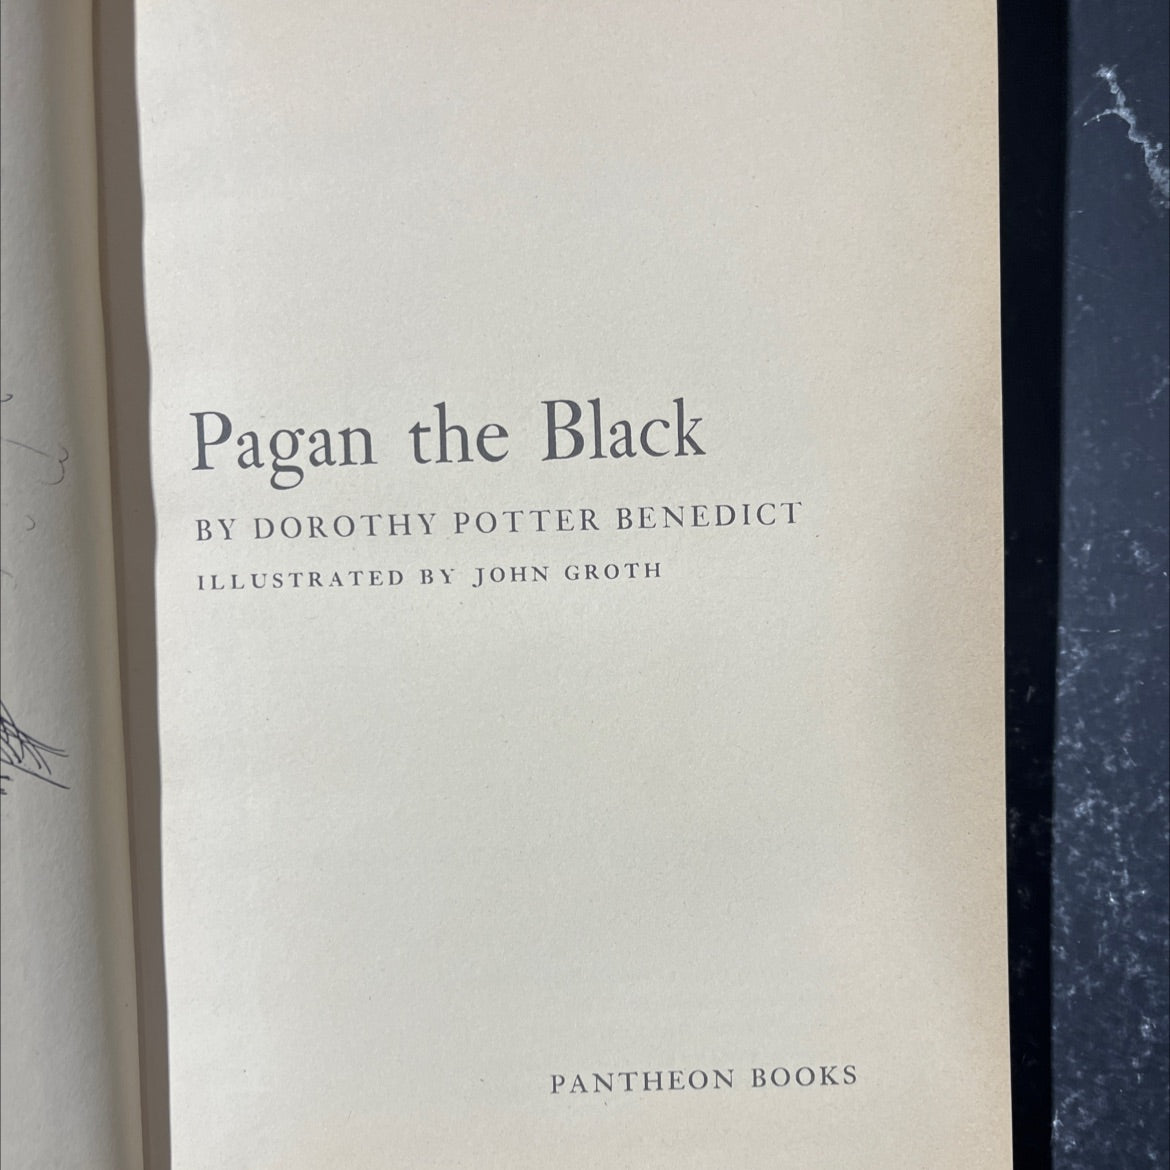 Pagan the Black
BY DOROTHY POTTER BENEDICT
ILLUSTRATED BY JOHN GROTH
PANTHEON BOOKS